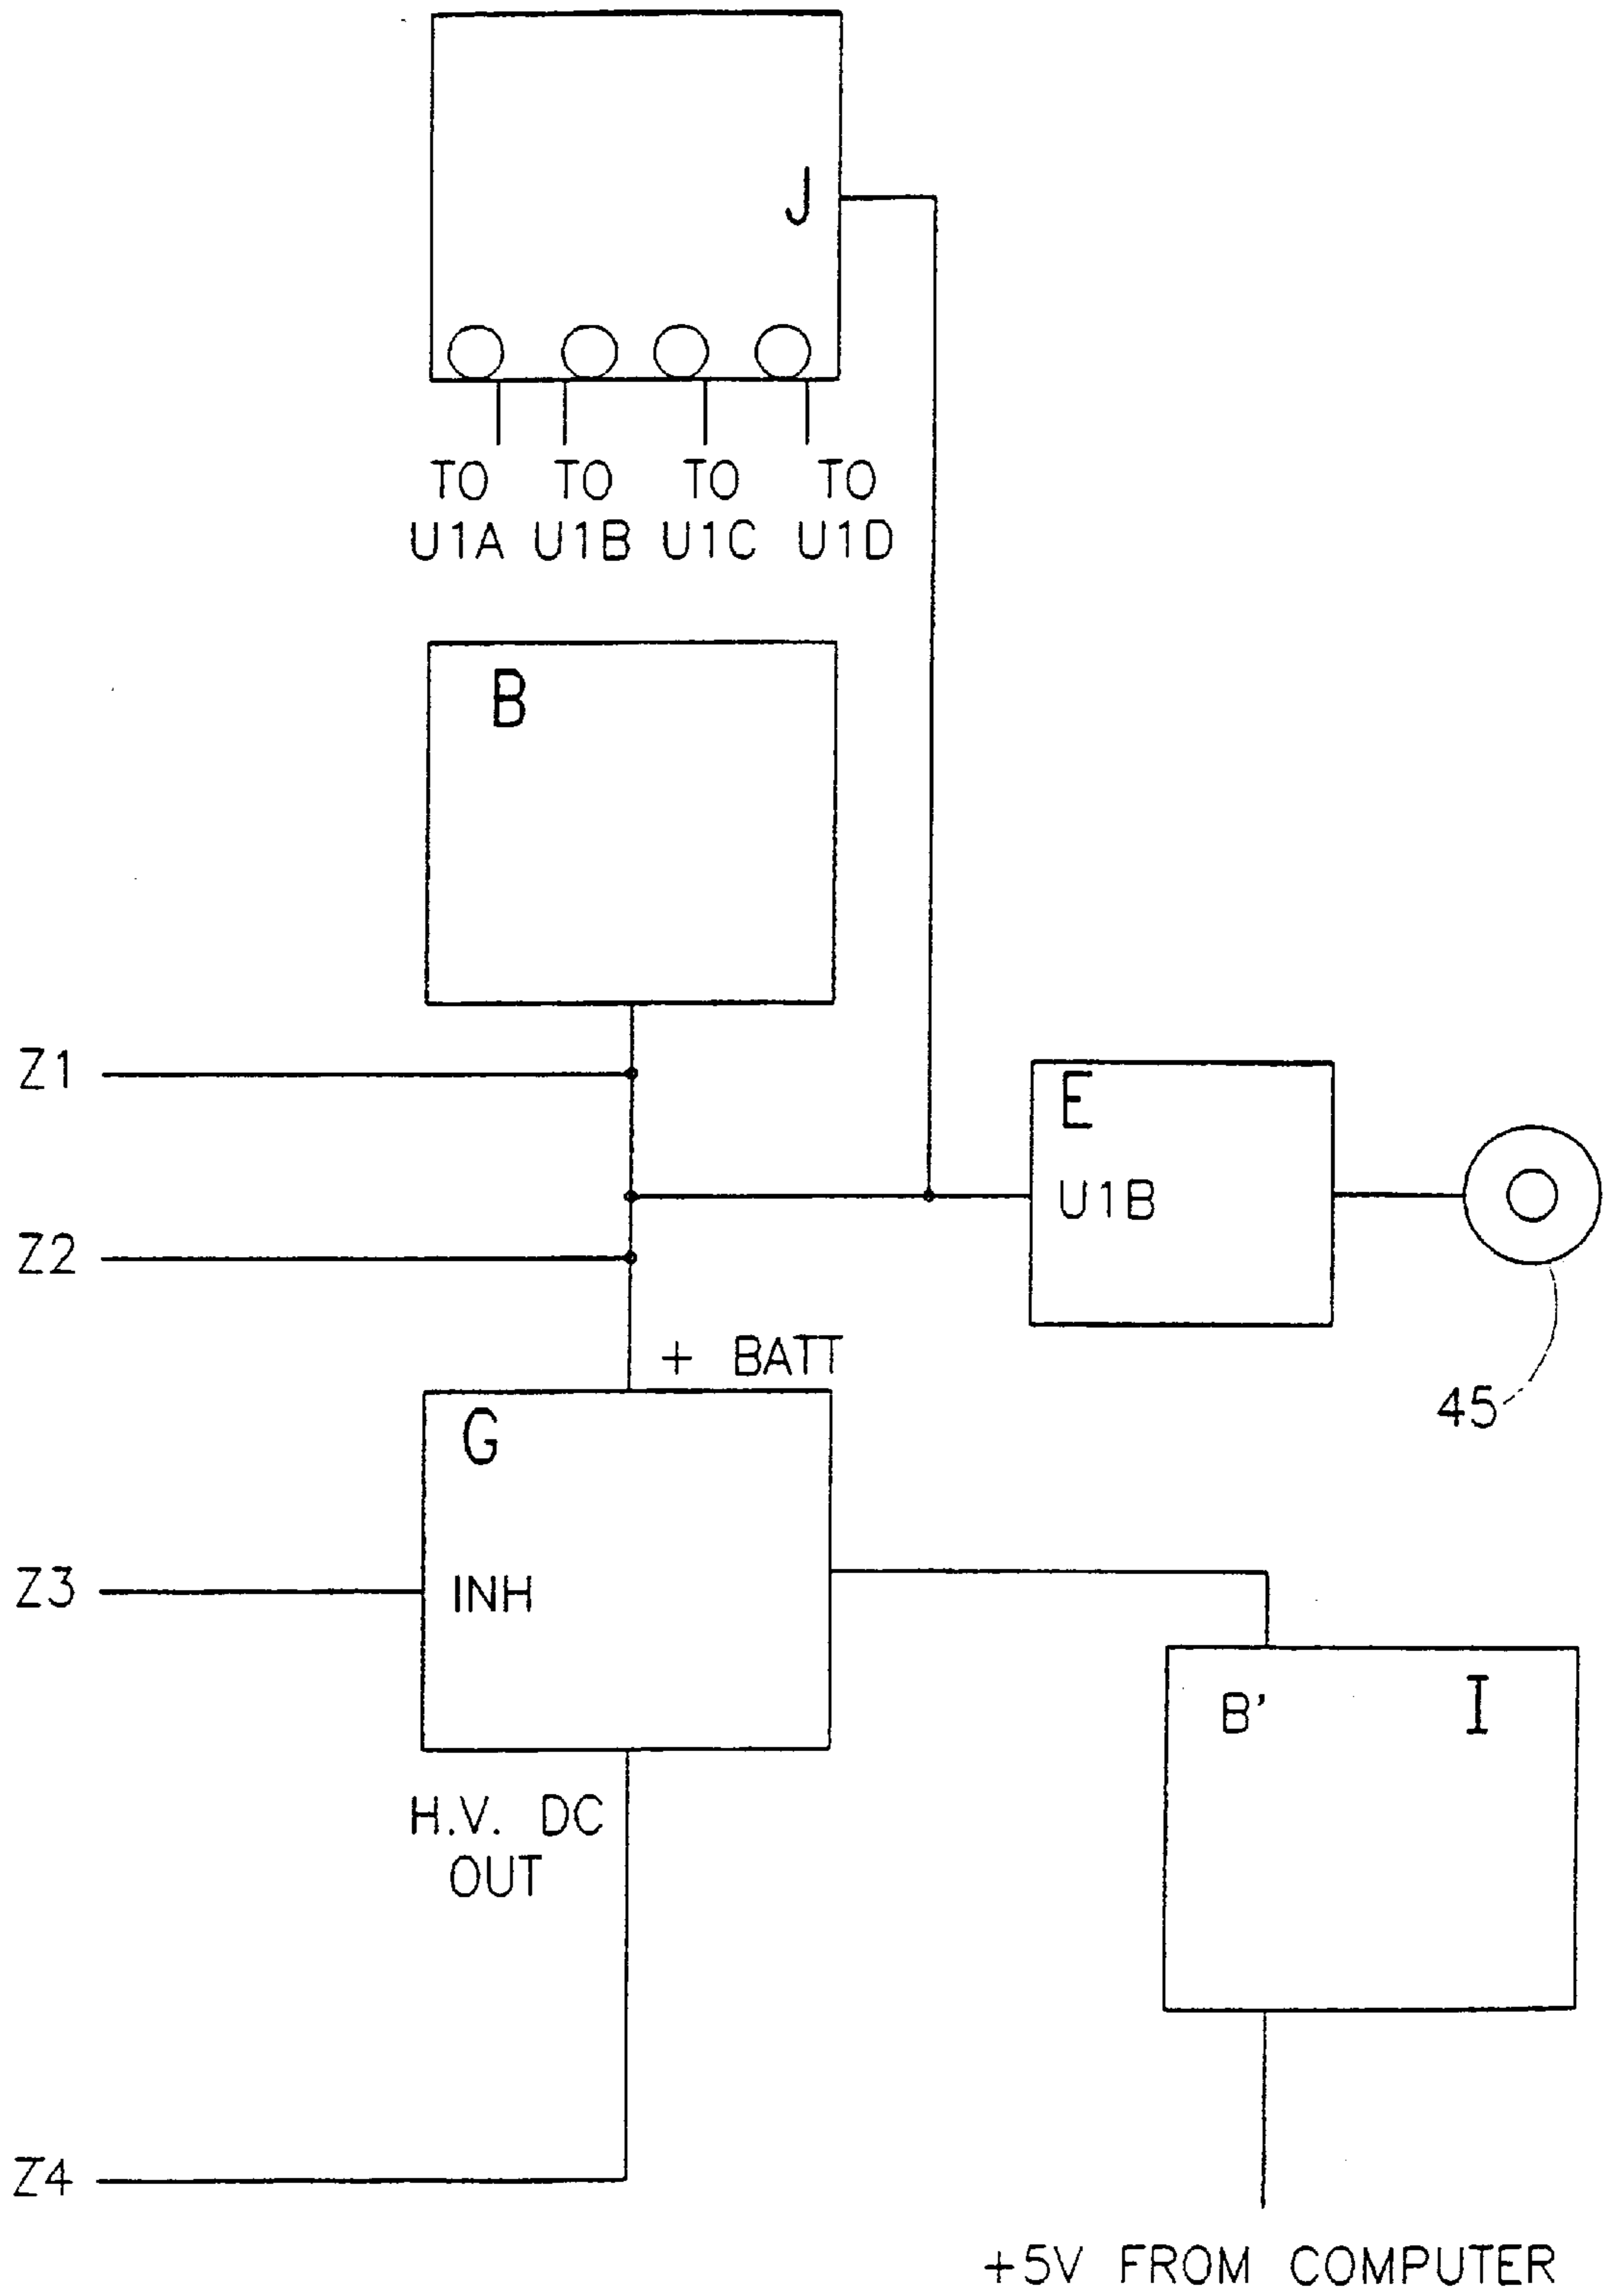 J
TO TO TO TO
U1A U1B U1C U1D
B
Z1
E
U1B
Z2
+ BATT
45
G
Z3
INH
B' I
H.V. DC
OUT
Z4
+5V FROM COMPUTER